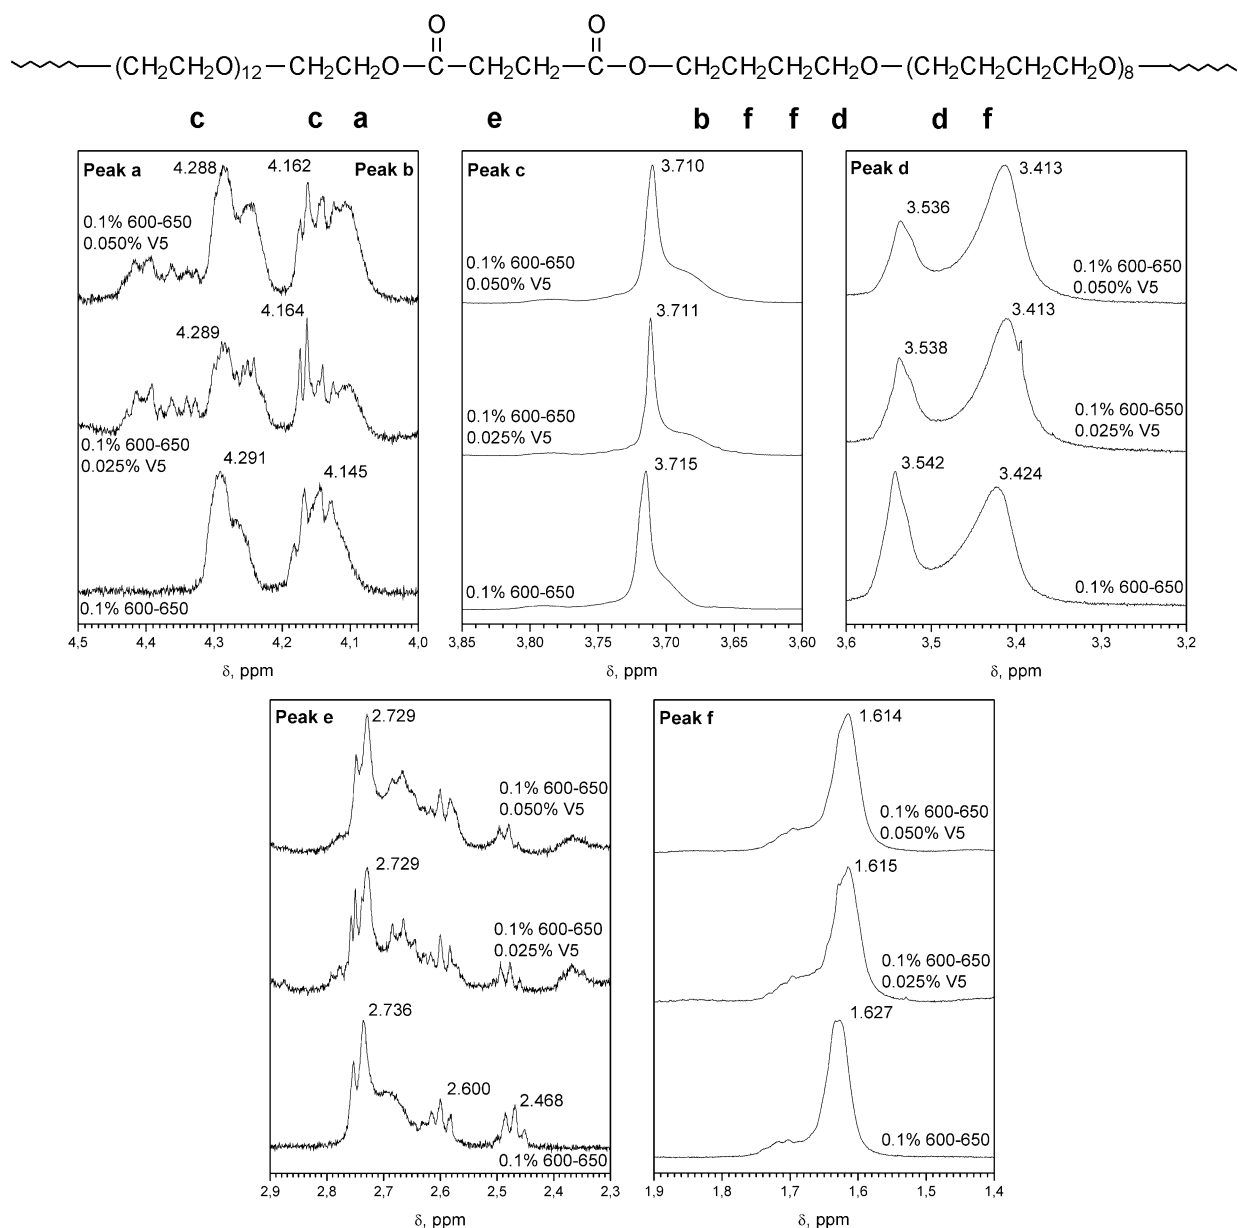 O O
(CH2CH2O)12 CH2CH2O C CH2CH2 C O CH2CH2CH2CH2O (CH2CH2CH2CH2O)8
c c a e b f f d d f
Peak a
Peak b
4.288
4.162
0.1% 600-650
0.050% V5
4.289
4.164
0.1% 600-650
0.025% V5
4.291
4.145
0.1% 600-650
4,5 4,4 4,3 4,2 4,1 4,0
δ, ppm
Peak c
3.710
0.1% 600-650
0.050% V5
3.711
0.1% 600-650
0.025% V5
3.715
0.1% 600-650
3,85 3,80 3,75 3,70 3,65 3,60
δ, ppm
Peak d
3.413
3.536
0.1% 600-650
0.050% V5
3.413
3.538
0.1% 600-650
0.025% V5
3.542
3.424
0.1% 600-650
3,6 3,5 3,4 3,3 3,2
δ, ppm
Peak e
2.729
0.1% 600-650
0.050% V5
2.729
0.1% 600-650
0.025% V5
2.736
2.600
2.468
0.1% 600-650
2,9 2,8 2,7 2,6 2,5 2,4 2,3
δ, ppm
Peak f
1.614
0.1% 600-650
0.050% V5
1.615
0.1% 600-650
0.025% V5
1.627
0.1% 600-650
1,9 1,8 1,7 1,6 1,5 1,4
δ, ppm